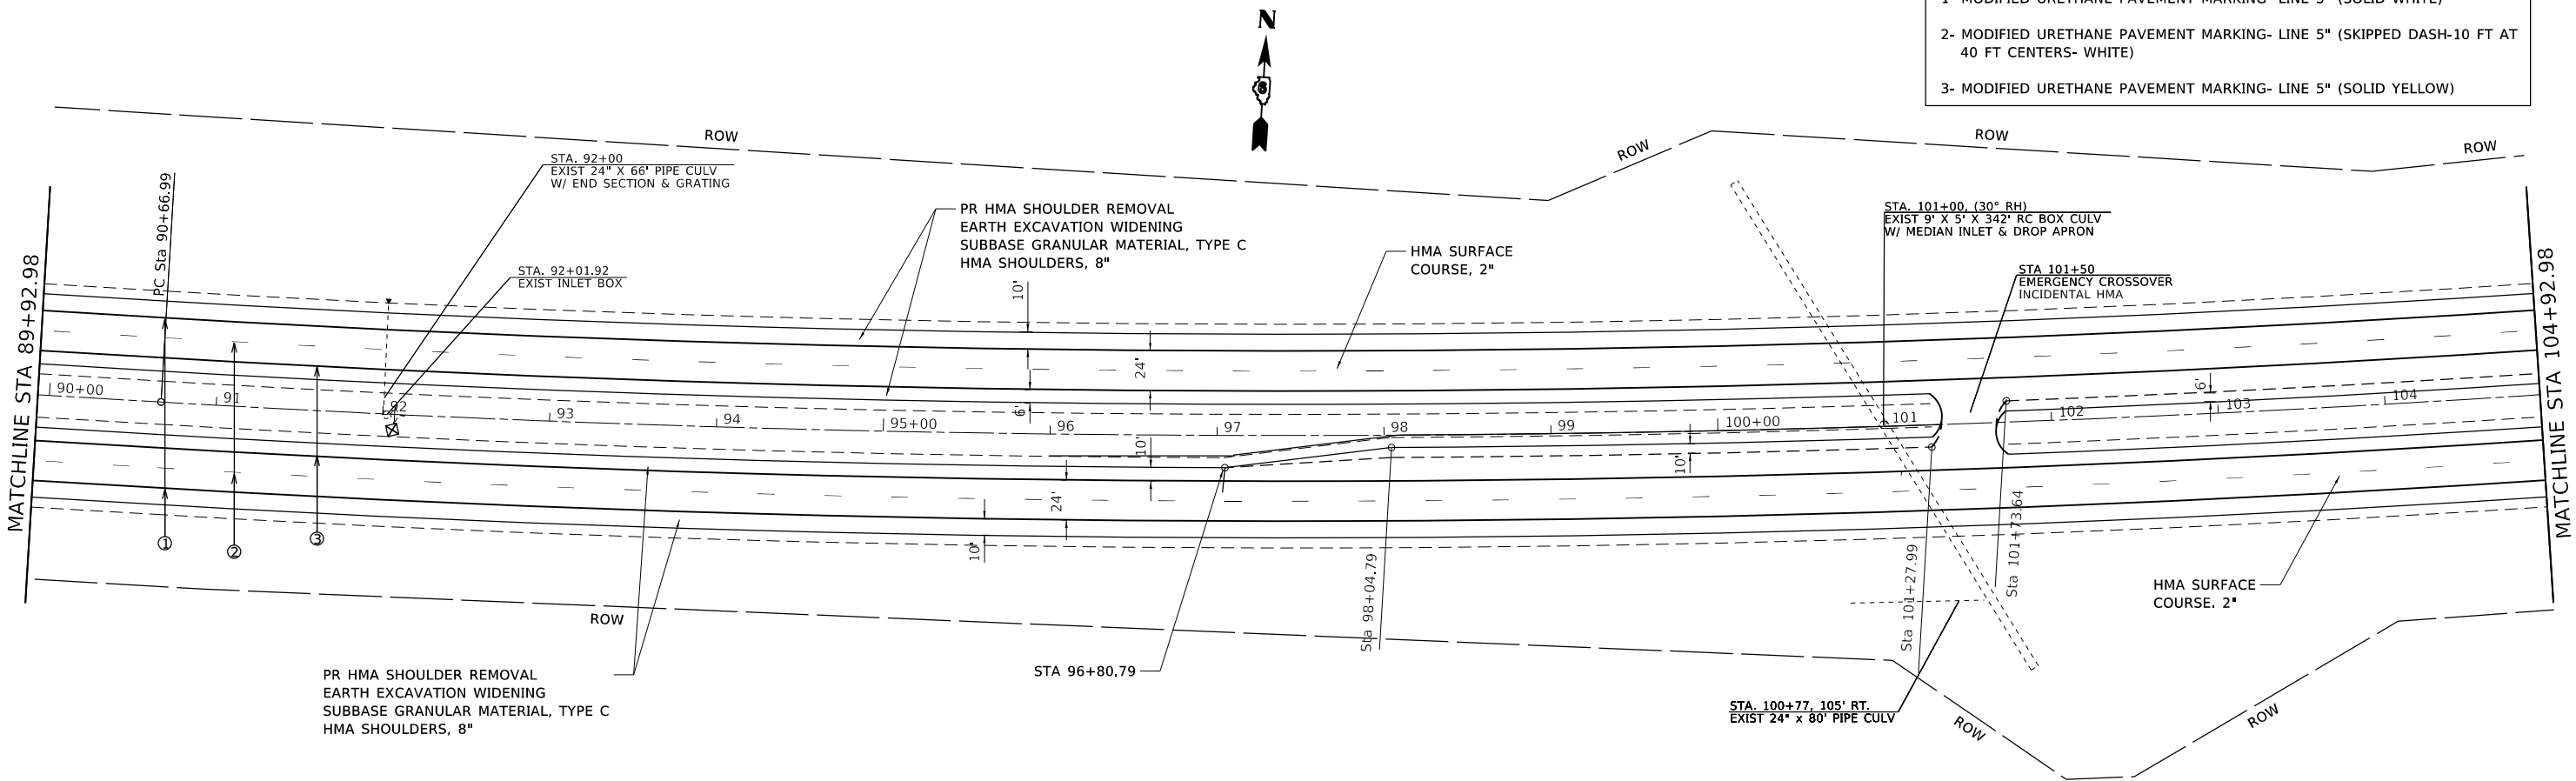 1- MODIFIED URETHANE PAVEMENT MARKING- LINE 5" (SOLID WHITE)
2- MODIFIED URETHANE PAVEMENT MARKING- LINE 5" (SKIPPED DASH-10 FT AT
40 FT CENTERS- WHITE)
3- MODIFIED URETHANE PAVEMENT MARKING- LINE 5" (SOLID YELLOW)
N
ROW
ROW
ROW
ROW
STA. 92+00
EXIST 24" X 66' PIPE CULV
W/ END SECTION & GRATING
PC Sta 90+66.99
PR HMA SHOULDER REMOVAL
EARTH EXCAVATION WIDENING
SUBBASE GRANULAR MATERIAL, TYPE C
HMA SHOULDERS, 8"
STA. 101+00, (30° RH)
EXIST 9' X 5' X 342' RC BOX CULV
W/ MEDIAN INLET & DROP APRON
HMA SURFACE
COURSE, 2"
STA. 92+01.92
EXIST INLET BOX
STA 101+50
EMERGENCY CROSSOVER
INCIDENTAL HMA
MATCHLINE STA 89+92.98
MATCHLINE STA 104+92.98
10'
24'
6'
6'
90+00
91
92
93
94
95+00
96
97
98
99
100+00
101
102
103
104
10'
10'
24'
10'
1
2
3
Sta 98+04.79
Sta 101+27.99
Sta 101+73.64
HMA SURFACE
COURSE. 2"
ROW
STA 96+80.79
PR HMA SHOULDER REMOVAL
EARTH EXCAVATION WIDENING
SUBBASE GRANULAR MATERIAL, TYPE C
HMA SHOULDERS, 8"
STA. 100+77, 105' RT.
EXIST 24" x 80' PIPE CULV
ROW
ROW